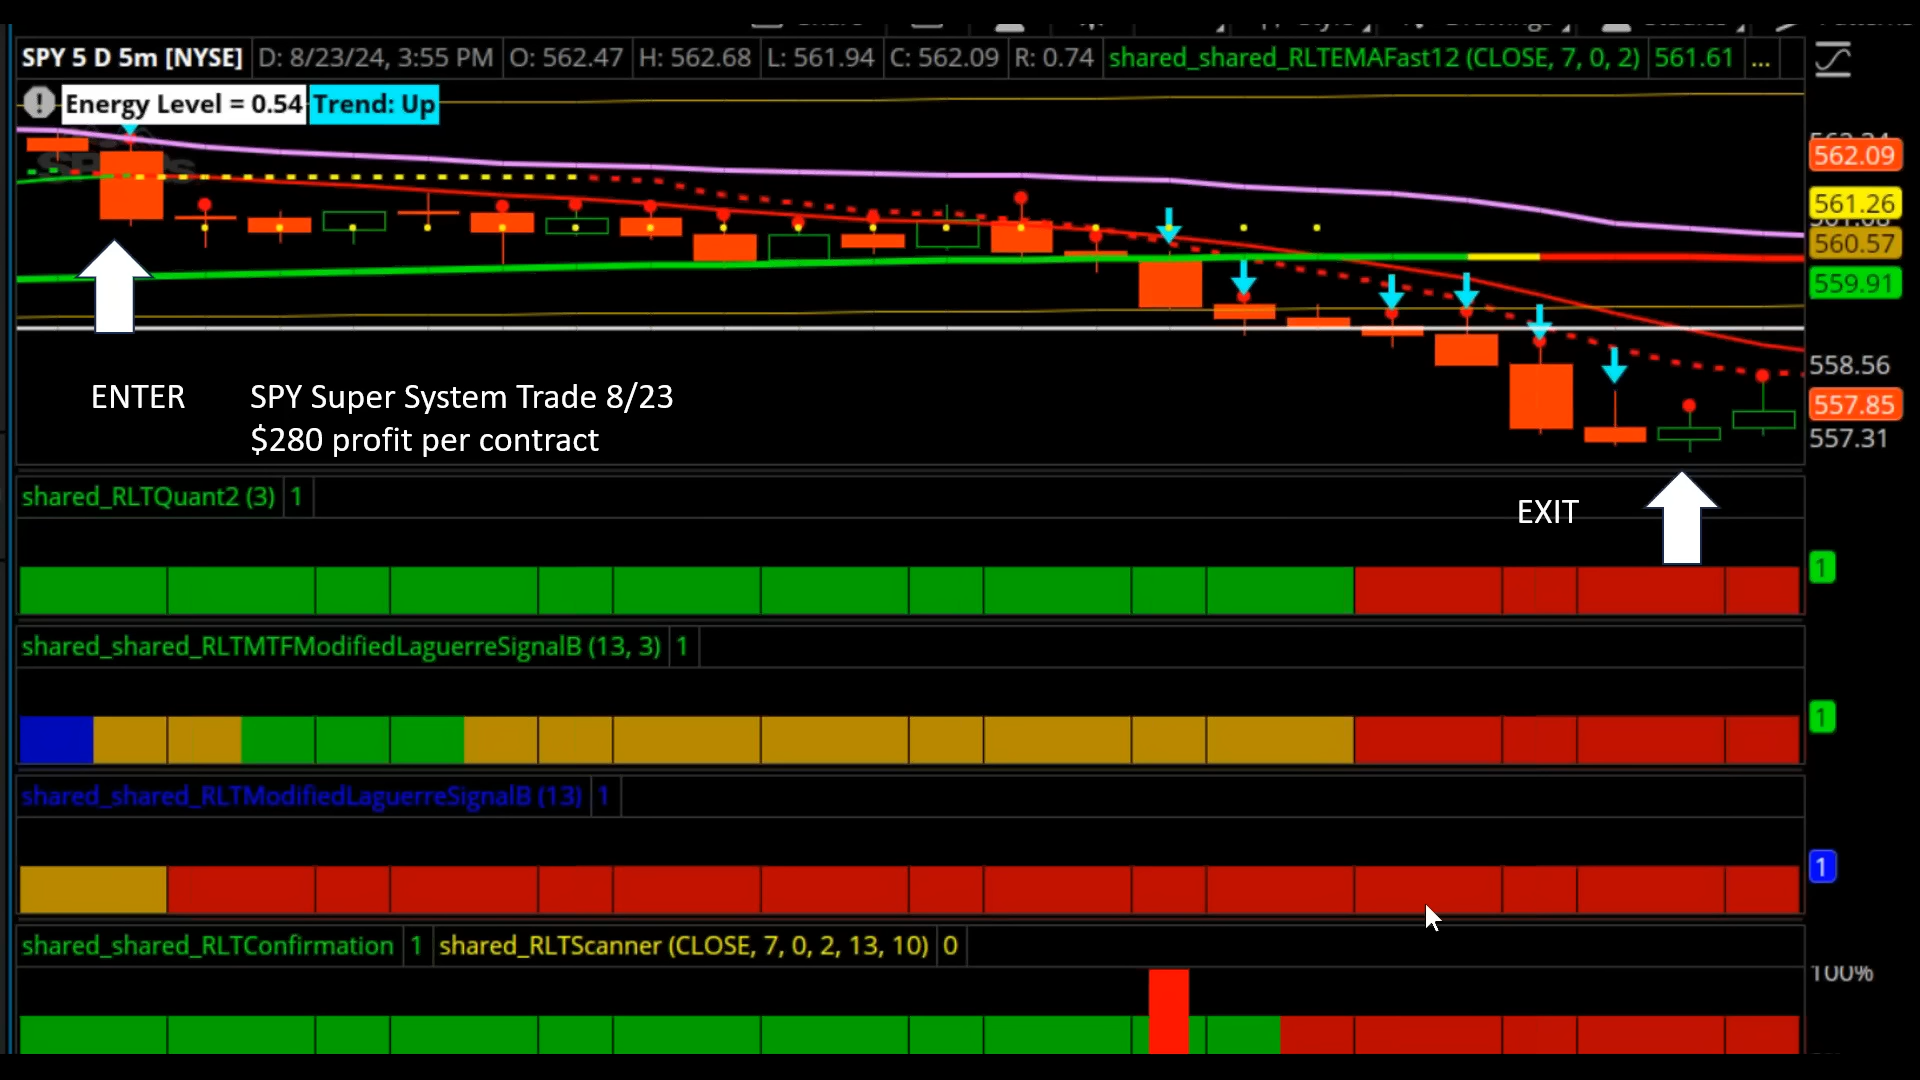 SPY 5 D 5m [NYSE] D: 8/23/24, 3:55 PM O: 562.47 H: 562.68 L: 561.94 C: 562.09 R: 0.74 shared_shared_RLTEMAFast12 (CLOSE, 7, 0, 2) 561.61 ...
Energy Level = 0.54 Trend: Up
562.09
561.26
560.57
559.91
558.56
557.85
557.31
ENTER
SPY Super System Trade 8/23
$280 profit per contract
shared_RLTQuant2 (3) 1
EXIT
1
shared_shared_RLTMTFModifiedLaguerreSignalB (13, 3) 1
1
shared_shared_RLTModifiedLaguerreSignalB (13) 1
1
shared_shared_RLTConfirmation 1 shared_RLTScanner (CLOSE, 7, 0, 2, 13, 10) 0
100%